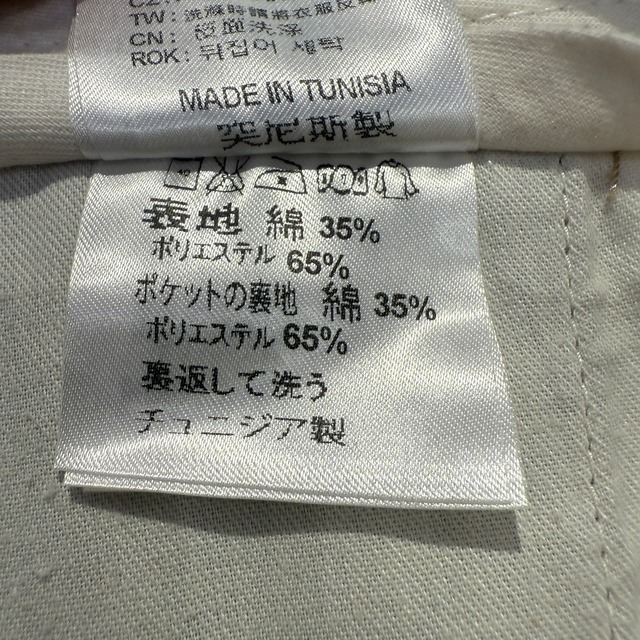 TW: 洗滌時請將衣服反
CN: 反面洗涤
ROK: 뒤집어 세탁
MADE IN TUNISIA
突尼斯製
40
表地 綿 35%
ポリエステル 65%
ポケットの裏地 綿 35%
ポリエステル 65%
裏返して洗う
チュニジア製